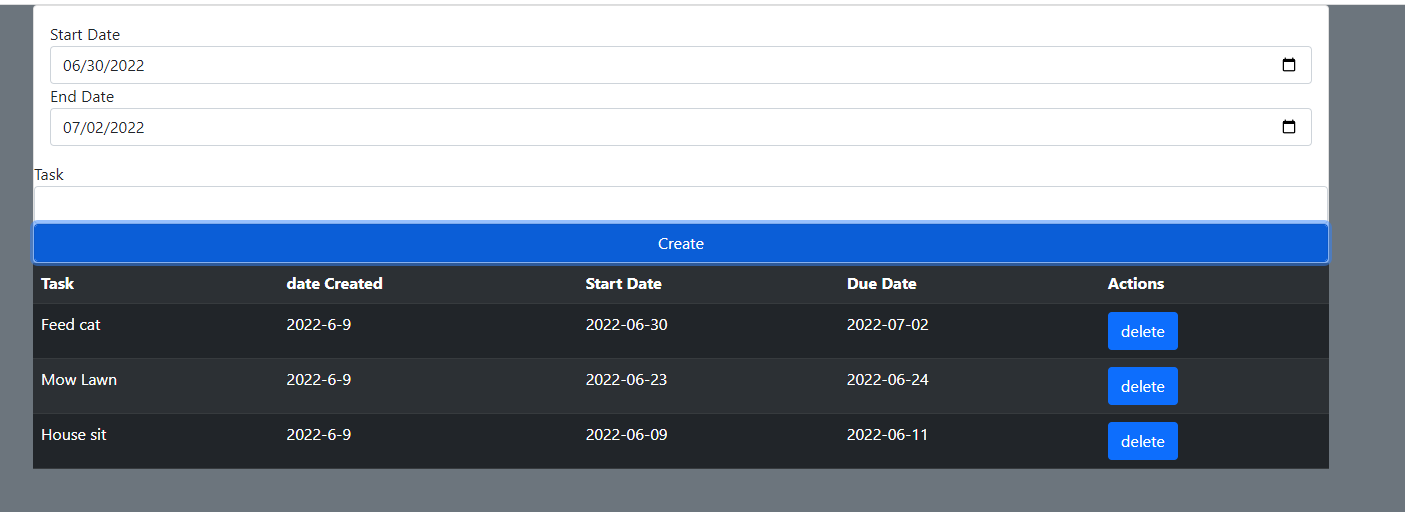 Start Date
06/30/2022
End Date
07/02/2022
Task
Create
Task date Created Start Date Due Date Actions
Feed cat 2022-6-9 2022-06-30 2022-07-02 delete
Mow Lawn 2022-6-9 2022-06-23 2022-06-24 delete
House sit 2022-6-9 2022-06-09 2022-06-11 delete